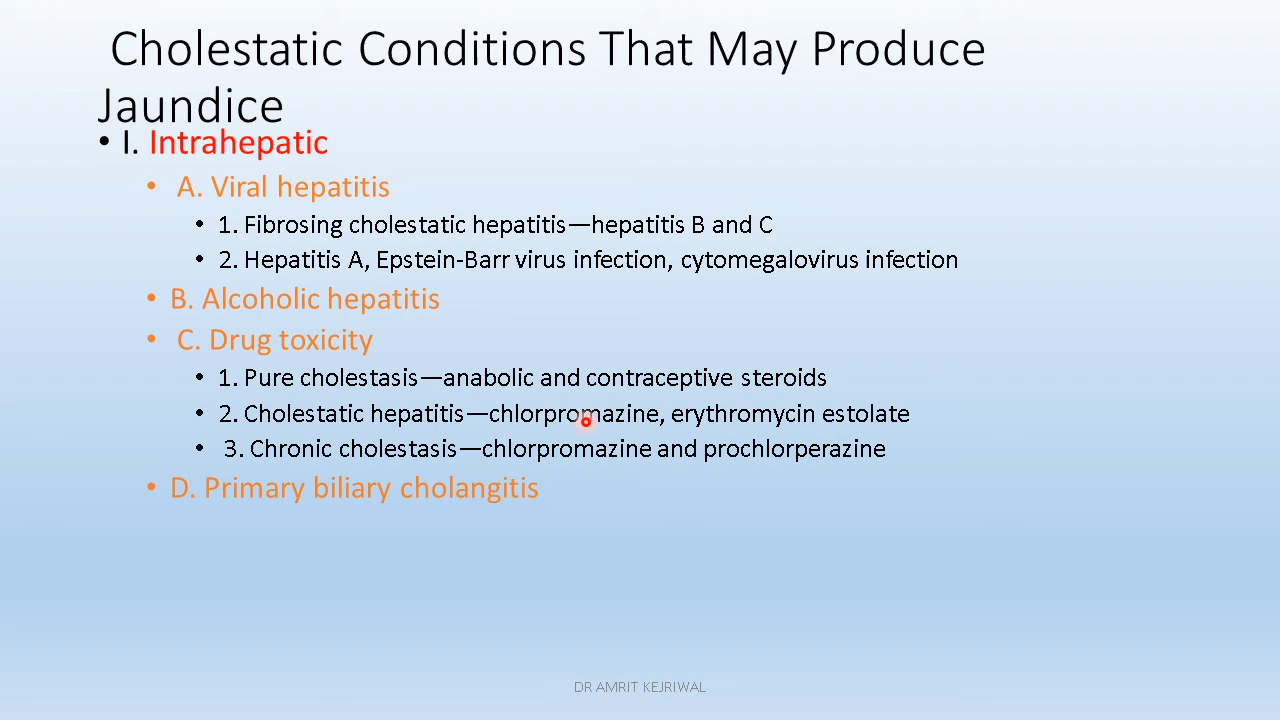 Cholestatic Conditions That May Produce
Jaundice
• I. Intrahepatic
• A. Viral hepatitis
• 1. Fibrosing cholestatic hepatitis—hepatitis B and C
• 2. Hepatitis A, Epstein-Barr virus infection, cytomegalovirus infection
• B. Alcoholic hepatitis
• C. Drug toxicity
• 1. Pure cholestasis—anabolic and contraceptive steroids
• 2. Cholestatic hepatitis—chlorpromazine, erythromycin estolate
• 3. Chronic cholestasis—chlorpromazine and prochlorperazine
• D. Primary biliary cholangitis
DR AMRIT KEJRIWAL